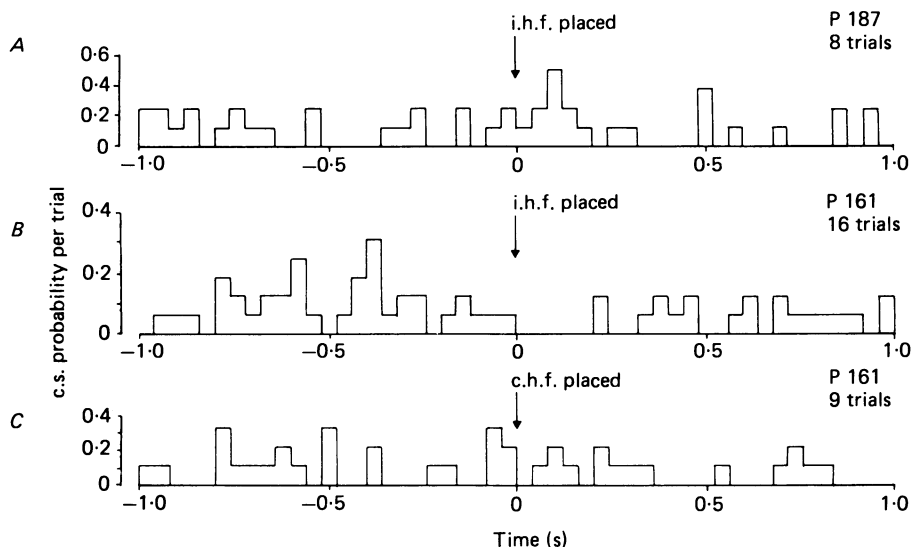 A
i.h.f. placed
P 187
8 trials
0·6
0·4
0·2
0
−1·0
−0·5
0
0·5
1·0
B
i.h.f. placed
P 161
16 trials
0·4
0·2
0
−1·0
−0·5
0
0·5
1·0
c.s. probability per trial
C
c.h.f. placed
P 161
9 trials
0·4
0·2
0
−1·0
−0·5
0
0·5
1·0
Time (s)